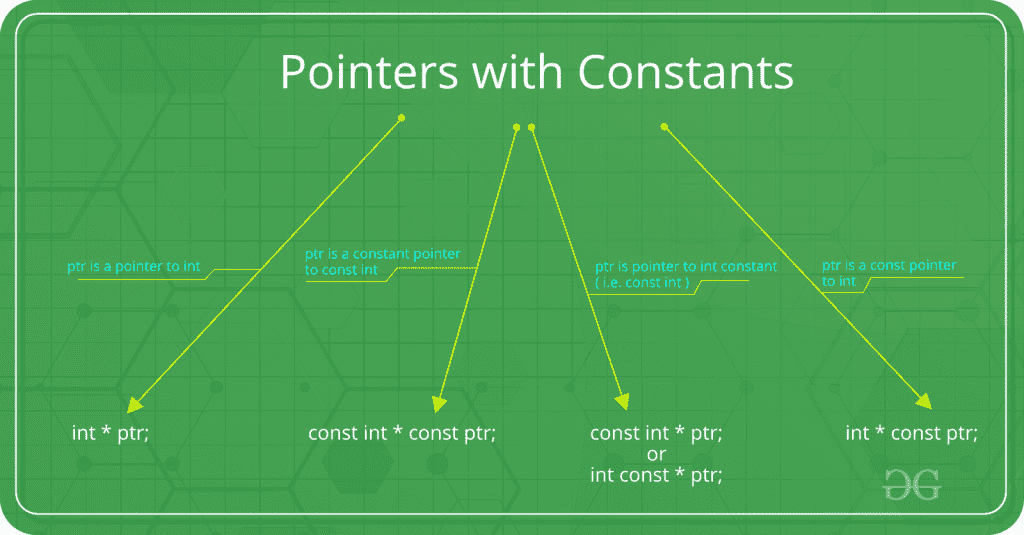 Pointers with Constants
ptr is a pointer to int
ptr is a constant pointer
to const int
ptr is pointer to int constant
( i.e. const int )
ptr is a const pointer
to int
int * ptr;
const int * const ptr;
const int * ptr;
or
int const * ptr;
int * const ptr;